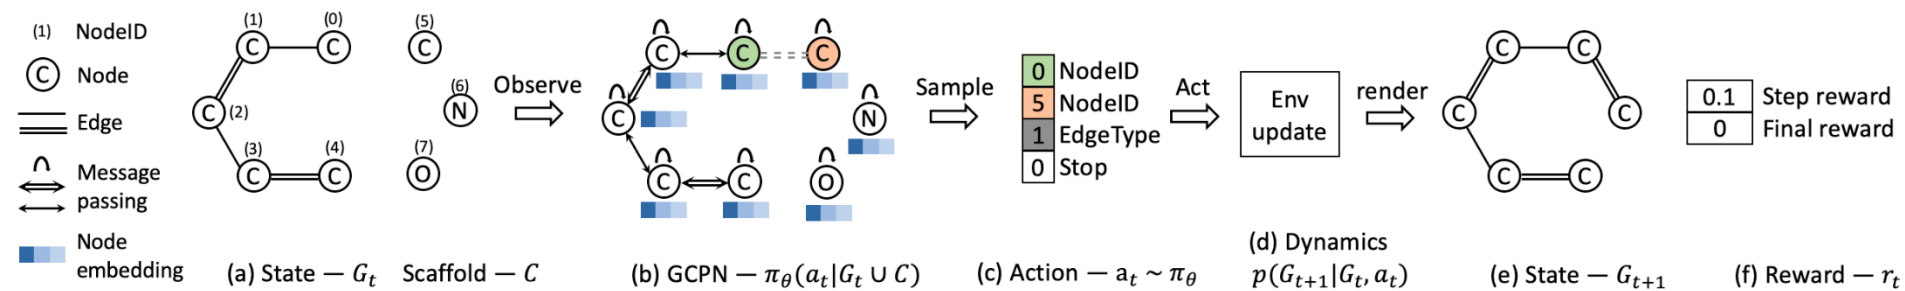 (1) NodeID
C Node
Edge
Message
passing
Node
embedding
(1) (0) (5)
C C C
(6)
C (2) N
(3) (4) (7)
C C O
(a) State — G_t Scaffold — C
Observe
C C C
C N
C C O
(b) GCPN — π_θ(a_t|G_t ∪ C)
Sample
0 NodeID
5 NodeID
1 EdgeType
0 Stop
(c) Action — a_t ~ π_θ
Act
Env
update
(d) Dynamics
p(G_{t+1}|G_t, a_t)
render
C C
C C
C C
(e) State — G_{t+1}
0.1 Step reward
0 Final reward
(f) Reward — r_t